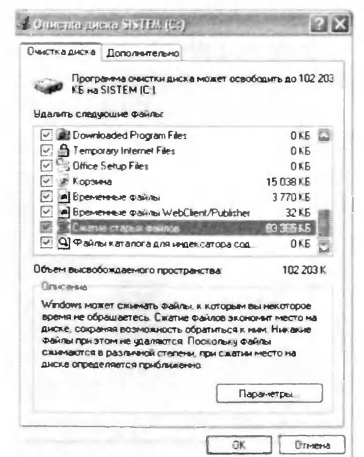 Очистка диска SISTEM (C:)
Очистка диска
Дополнительно
Программа очистки диска может освободить до 102 203
КБ на SISTEM (C:).
Удалить следующие файлы:
Downloaded Program Files 0 КБ
Temporary Internet Files 0 КБ
Office Setup Files 0 КБ
Корзина 15 038 КБ
Временные файлы 3 770 КБ
Временные файлы WebClient/Publisher 32 КБ
Сжатие старых файлов 83 365 КБ
Файлы каталога для индексатора сод... 0 КБ
Объем высвобождаемого пространства: 102 203 К
Описание
Windows может сжимать файлы, к которым вы некоторое
время не обращаетесь. Сжатие файлов экономит место на
диске, сохраняя возможность обратиться к ним. Никакие
файлы при этом не удаляются. Поскольку файлы
сжимаются в различной степени, при сжатии место на
диске определяется приближенно.
Параметры...
ОК
Отмена